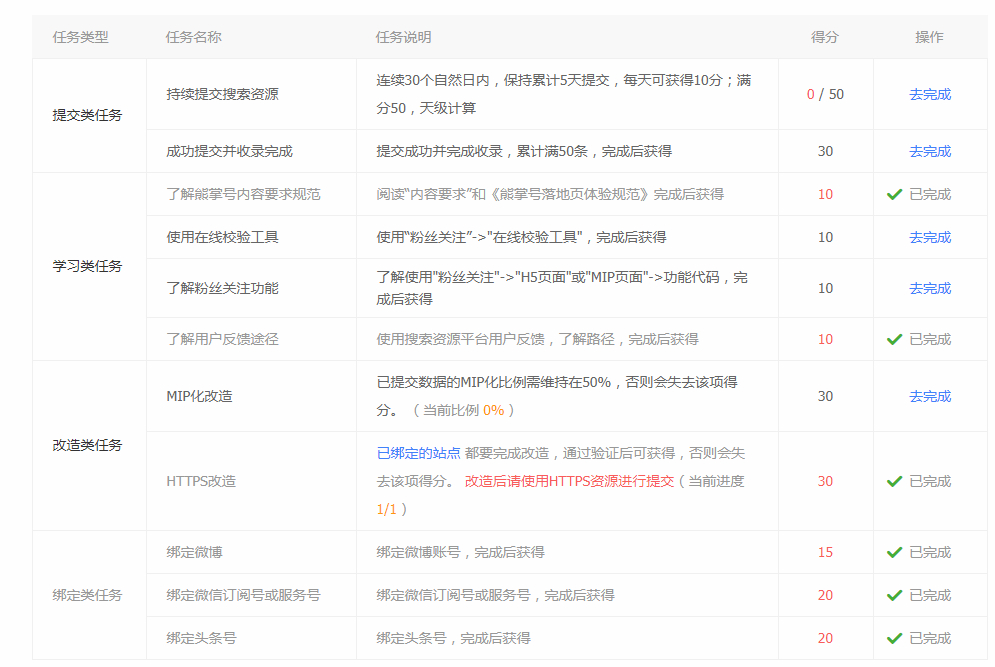 任务类型 任务名称 任务说明 得分 操作
提交类任务
持续提交搜索资源
连续30个自然日内，保持累计5天提交，每天可获得10分；满
分50，天级计算
0 / 50
去完成
成功提交并收录完成
提交成功并完成收录，累计满50条，完成后获得
30
去完成
学习类任务
了解熊掌号内容要求规范
阅读“内容要求”和《熊掌号落地页体验规范》完成后获得
10
已完成
使用在线校验工具
使用“粉丝关注”->"在线校验工具"，完成后获得
10
去完成
了解粉丝关注功能
了解使用"粉丝关注"->"H5页面"或"MIP页面"->功能代码，完
成后获得
10
去完成
了解用户反馈途径
使用搜索资源平台用户反馈，了解路径，完成后获得
10
已完成
改造类任务
MIP化改造
已提交数据的MIP化比例需维持在50%，否则会失去该项得
分。（当前比例 0% ）
30
去完成
HTTPS改造
已绑定的站点 都要完成改造，通过验证后可获得，否则会失
去该项得分。 改造后请使用HTTPS资源进行提交（当前进度
1/1 ）
30
已完成
绑定类任务
绑定微博
绑定微博账号，完成后获得
15
已完成
绑定微信订阅号或服务号
绑定微信订阅号或服务号，完成后获得
20
已完成
绑定头条号
绑定头条号，完成后获得
20
已完成